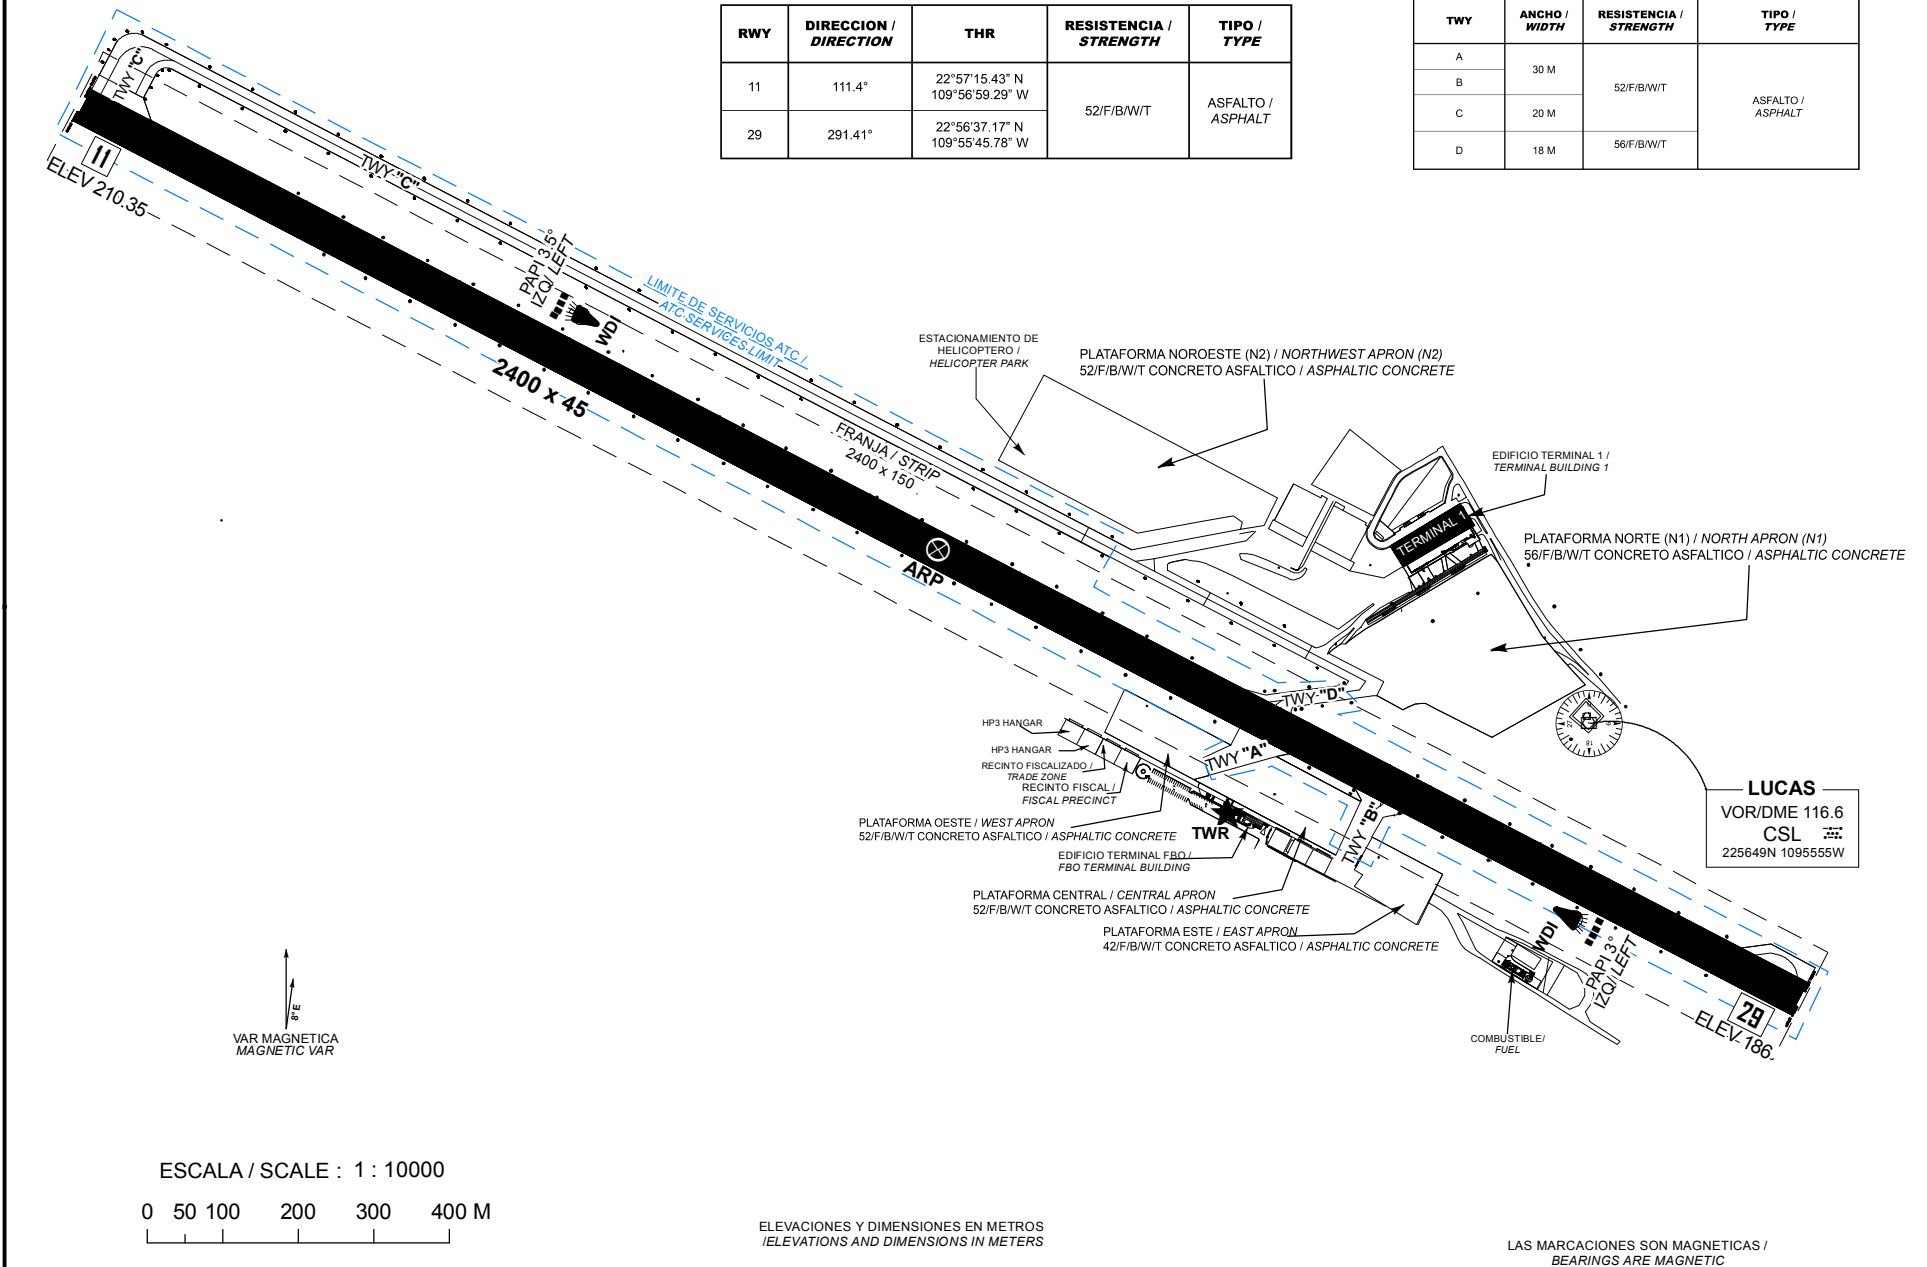 RWY
DIRECCION /
DIRECTION
THR
RESISTENCIA /
STRENGTH
TIPO /
TYPE
11
111.4°
22°57'15.43" N
109°56'59.29" W
52/F/B/W/T
ASFALTO /
ASPHALT
29
291.41°
22°56'37.17" N
109°55'45.78" W
TWY
ANCHO /
WIDTH
RESISTENCIA /
STRENGTH
TIPO /
TYPE
A
30 M
B
52/F/B/W/T
ASFALTO /
ASPHALT
C
20 M
D
18 M
56/F/B/W/T
TWY "C"
11
ELEV 210.35
TWY "C"
PAPI 3.5°
IZQ/ LEFT
WDI
LIMITE DE SERVICIOS ATC /
ATC SERVICES LIMIT
2400 x 45
FRANJA / STRIP
2400 x 150
ESTACIONAMIENTO DE
HELICOPTERO /
HELICOPTER PARK
PLATAFORMA NOROESTE (N2) / NORTHWEST APRON (N2)
52/F/B/W/T CONCRETO ASFALTICO / ASPHALTIC CONCRETE
EDIFICIO TERMINAL 1 /
TERMINAL BUILDING 1
TERMINAL 1
PLATAFORMA NORTE (N1) / NORTH APRON (N1)
56/F/B/W/T CONCRETO ASFALTICO / ASPHALTIC CONCRETE
ARP
TWY "D"
TWY "A"
TWY "B"
HP3 HANGAR
HP3 HANGAR
RECINTO FISCALIZADO /
TRADE ZONE
RECINTO FISCAL /
FISCAL PRECINCT
PLATAFORMA OESTE / WEST APRON
52/F/B/W/T CONCRETO ASFALTICO / ASPHALTIC CONCRETE
TWR
EDIFICIO TERMINAL FBO /
FBO TERMINAL BUILDING
PLATAFORMA CENTRAL / CENTRAL APRON
52/F/B/W/T CONCRETO ASFALTICO / ASPHALTIC CONCRETE
PLATAFORMA ESTE / EAST APRON
42/F/B/W/T CONCRETO ASFALTICO / ASPHALTIC CONCRETE
27
9
18
LUCAS
VOR/DME 116.6
CSL
225649N 1095555W
WDI
PAPI 3°
IZQ/ LEFT
29
ELEV 186
COMBUSTIBLE/
FUEL
8° E
VAR MAGNETICA
MAGNETIC VAR
ESCALA / SCALE : 1 : 10000
0 50 100 200 300 400 M
ELEVACIONES Y DIMENSIONES EN METROS
/ELEVATIONS AND DIMENSIONS IN METERS
LAS MARCACIONES SON MAGNETICAS /
BEARINGS ARE MAGNETIC